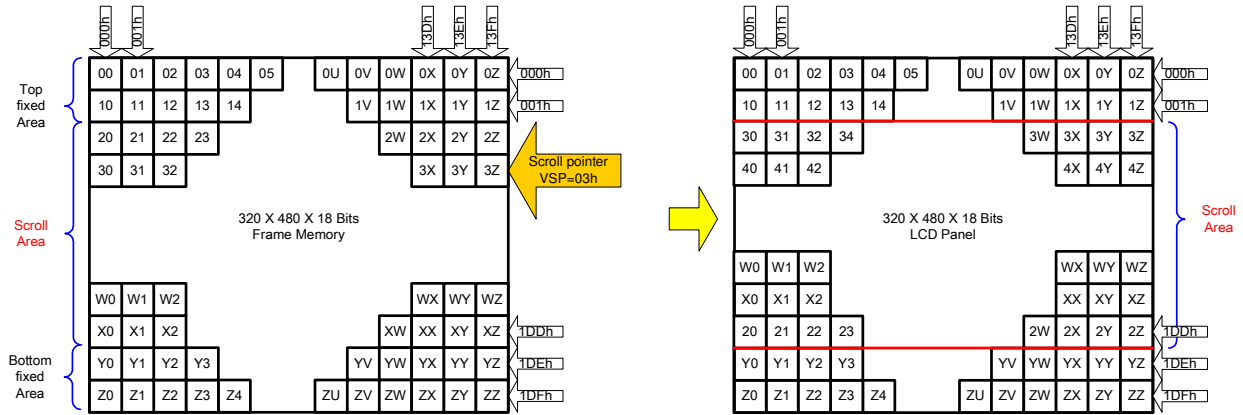 000h 001h 13Dh 13Eh 13Fh
00 01 02 03 04 05 0U 0V 0W 0X 0Y 0Z 000h
10 11 12 13 14 1V 1W 1X 1Y 1Z 001h
20 21 22 23 2W 2X 2Y 2Z
30 31 32 3X 3Y 3Z
Top
fixed
Area
Scroll pointer
VSP=03h
Scroll
Area
320 X 480 X 18 Bits
Frame Memory
W0 W1 W2 WX WY WZ
X0 X1 X2 XW XX XY XZ 1DDh
Y0 Y1 Y2 Y3 YV YW YX YY YZ 1DEh
Z0 Z1 Z2 Z3 Z4 ZU ZV ZW ZX ZY ZZ 1DFh
Bottom
fixed
Area
000h 001h 13Dh 13Eh 13Fh
00 01 02 03 04 05 0U 0V 0W 0X 0Y 0Z 000h
10 11 12 13 14 1V 1W 1X 1Y 1Z 001h
30 31 32 34 3W 3X 3Y 3Z
40 41 42 4X 4Y 4Z
320 X 480 X 18 Bits
LCD Panel
Scroll
Area
W0 W1 W2 WX WY WZ
X0 X1 X2 XX XY XZ
20 21 22 23 2W 2X 2Y 2Z 1DDh
Y0 Y1 Y2 Y3 YV YW YX YY YZ 1DEh
Z0 Z1 Z2 Z3 Z4 ZU ZV ZW ZX ZY ZZ 1DFh